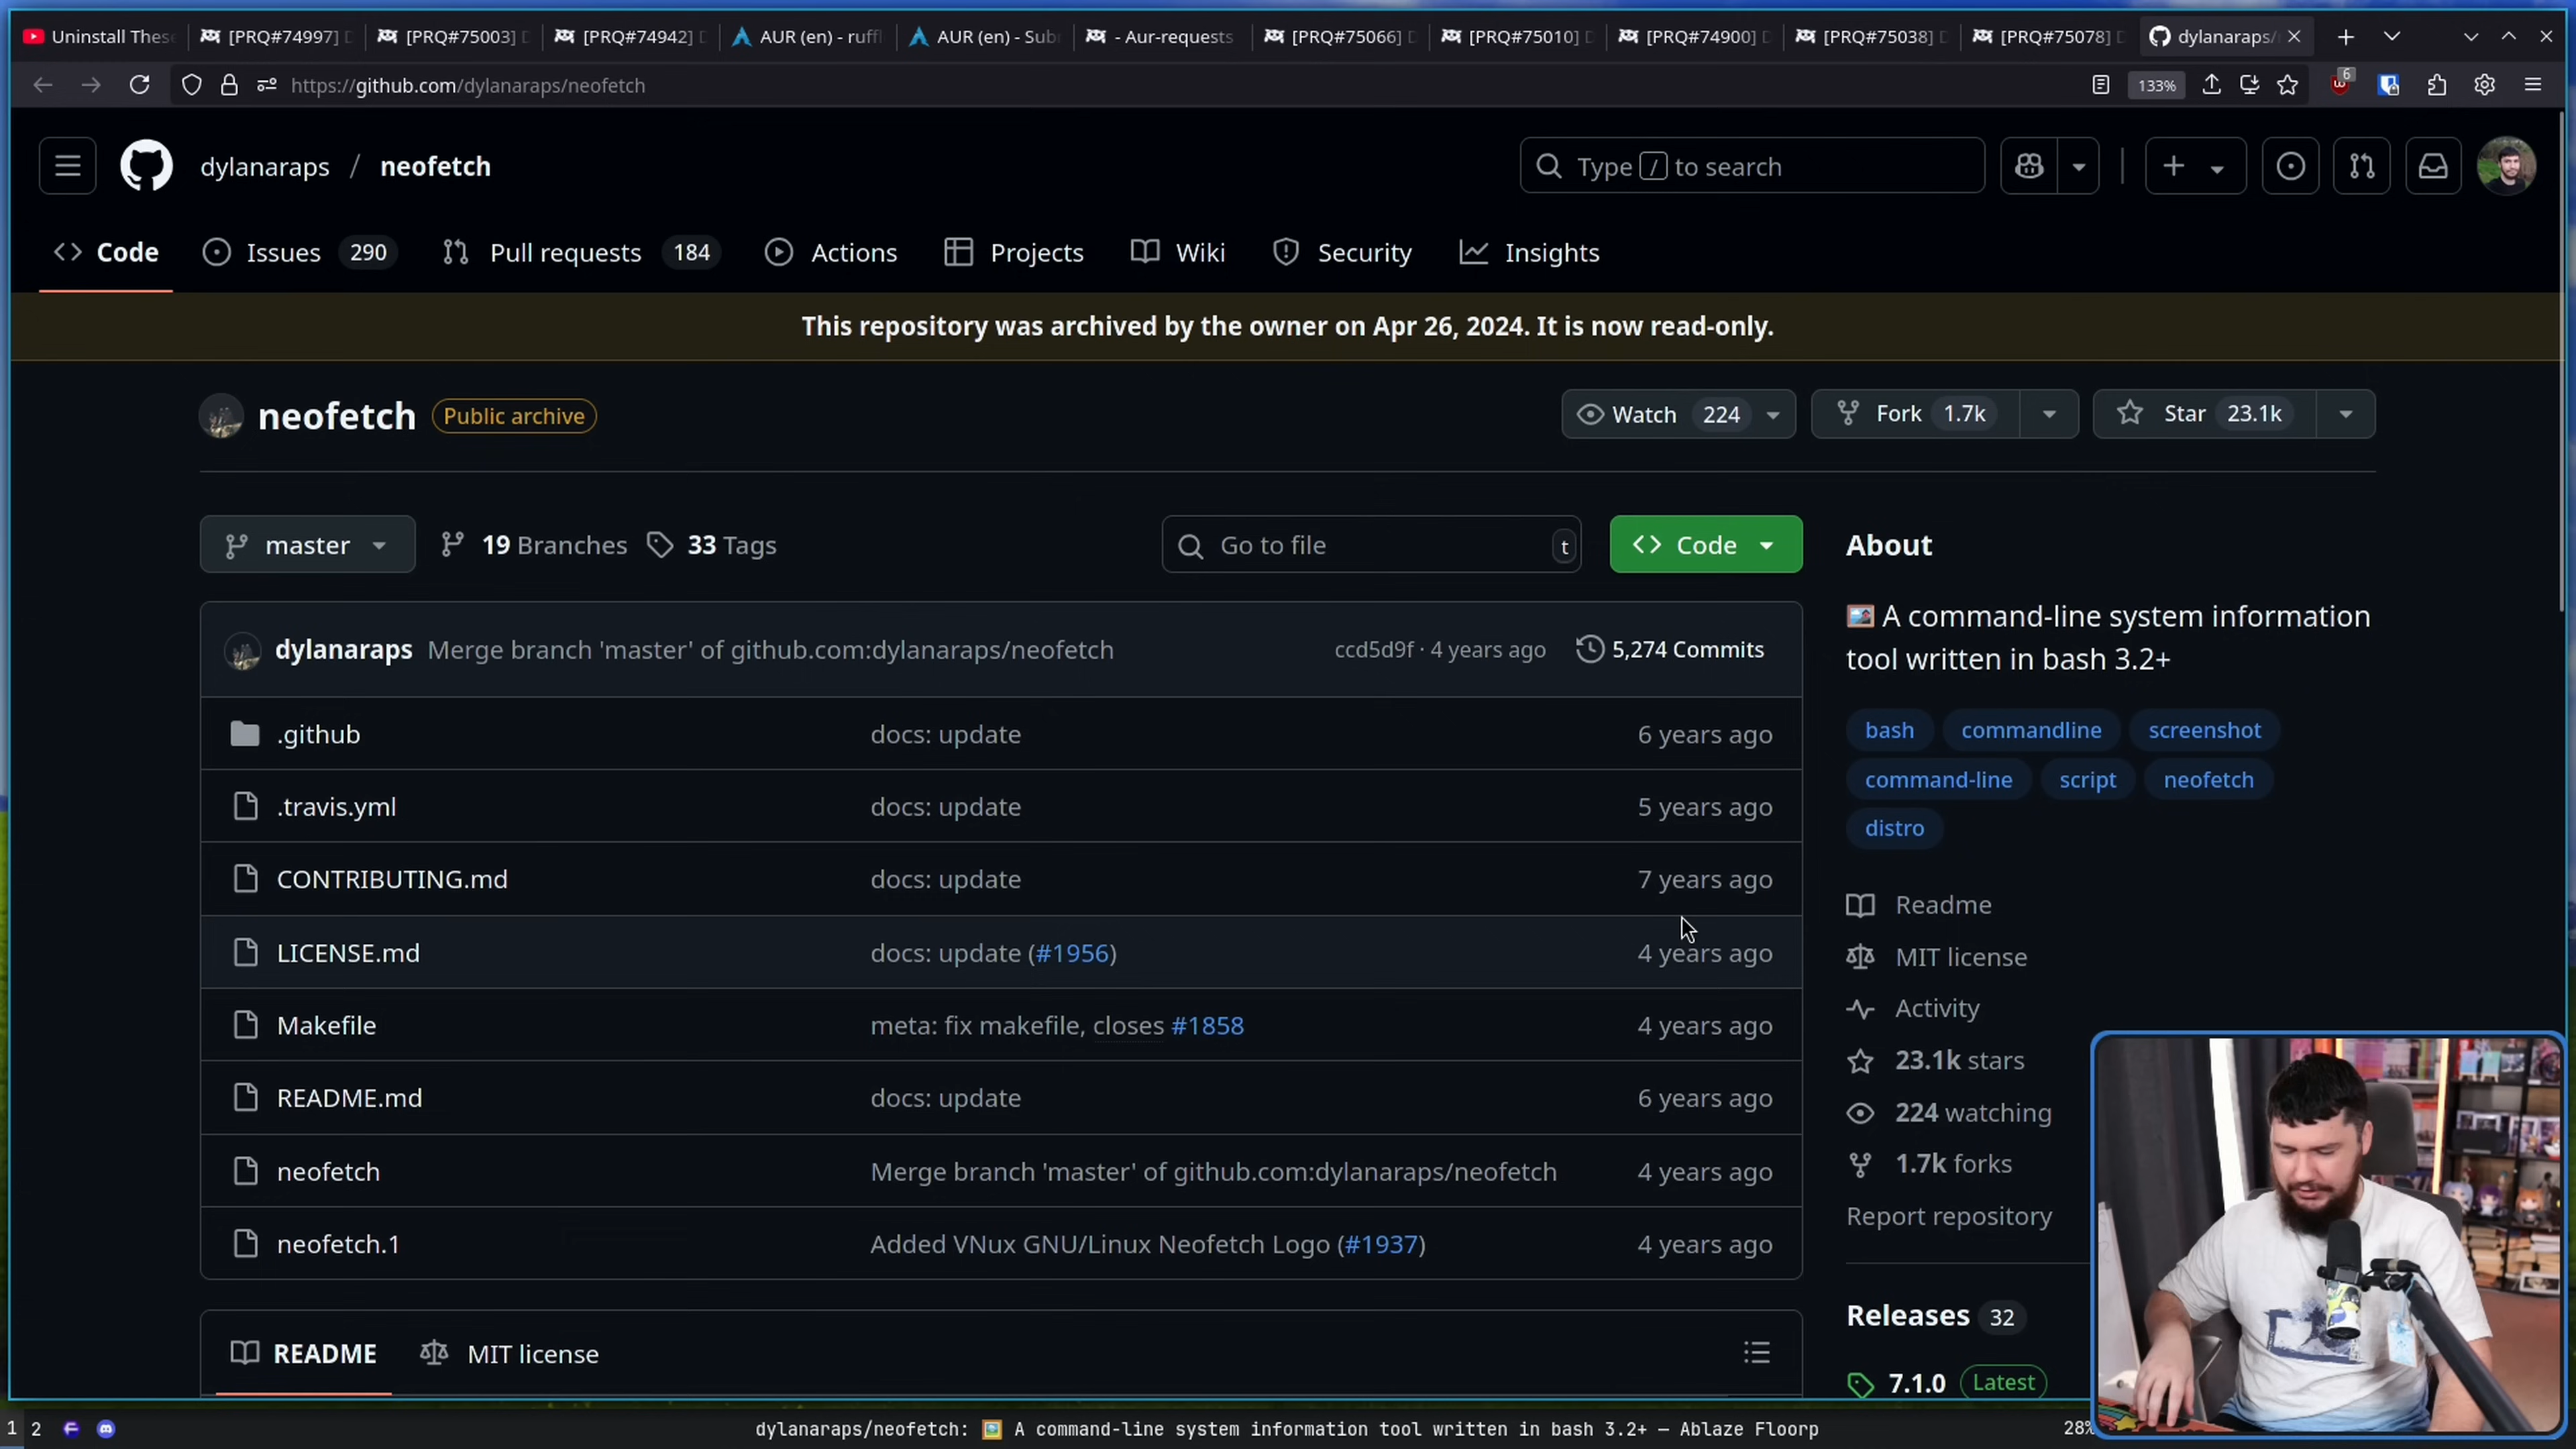 Uninstall These
[PRQ#74997] D
[PRQ#75003] D
[PRQ#74942] D
AUR (en) - ruffl
AUR (en) - Sub
- Aur-requests
[PRQ#75066] D
[PRQ#75010] D
[PRQ#74900] D
[PRQ#75038] D
[PRQ#75078] D
dylanaraps/
https://github.com/dylanaraps/neofetch
133%
6
dylanaraps / neofetch
Type / to search
Code
Issues 290
Pull requests 184
Actions
Projects
Wiki
Security
Insights
This repository was archived by the owner on Apr 26, 2024. It is now read-only.
neofetch Public archive
Watch 224
Fork 1.7k
Star 23.1k
master
19 Branches
33 Tags
Go to file t
Code
dylanaraps Merge branch 'master' of github.com:dylanaraps/neofetch ccd5d9f · 4 years ago 5,274 Commits
.github docs: update 6 years ago
.travis.yml docs: update 5 years ago
CONTRIBUTING.md docs: update 7 years ago
LICENSE.md docs: update (#1956) 4 years ago
Makefile meta: fix makefile, closes #1858 4 years ago
README.md docs: update 6 years ago
neofetch Merge branch 'master' of github.com:dylanaraps/neofetch 4 years ago
neofetch.1 Added VNux GNU/Linux Neofetch Logo (#1937) 4 years ago
README
MIT license
About
A command-line system information
tool written in bash 3.2+
bash commandline screenshot
command-line script neofetch
distro
Readme
MIT license
Activity
23.1k stars
224 watching
1.7k forks
Report repository
Releases 32
7.1.0 Latest
1 2
dylanaraps/neofetch: 🖼️ A command-line system information tool written in bash 3.2+ — Ablaze Floorp
28%